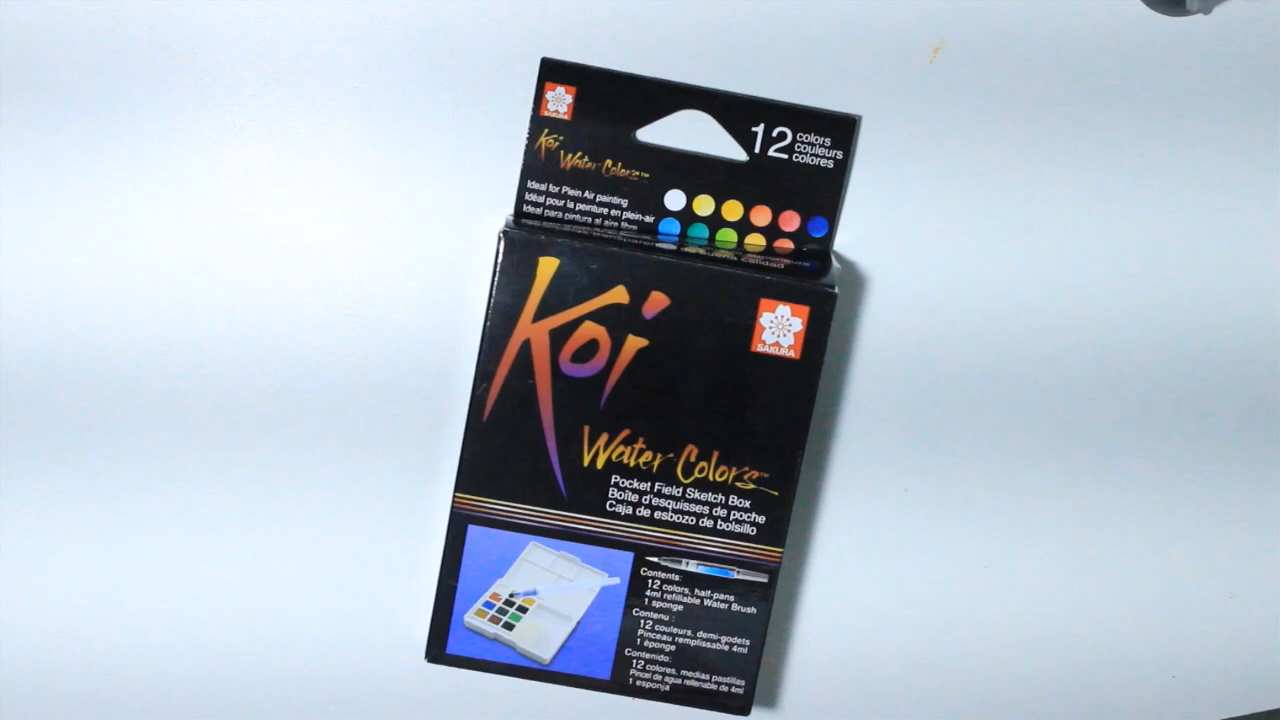 SAKURA
12 colors
couleurs
colores
Koi
Water Colors™
Ideal for Plein Air painting
Idéal pour la peinture en plein-air
Ideal para pintura al aire libre
de buena calidad
Koi
SAKURA
Water Colors™
Pocket Field Sketch Box
Boîte d'esquisses de poche
Caja de esbozo de bolsillo
Contents:
12 colors, half-pans
4ml refillable Water Brush
1 sponge
Contenu :
12 couleurs, demi-godets
Pinceau remplissable 4ml
1 éponge
Contenido:
12 colores, medias pastillas
Pincel de agua rellenable de 4ml
1 esponja